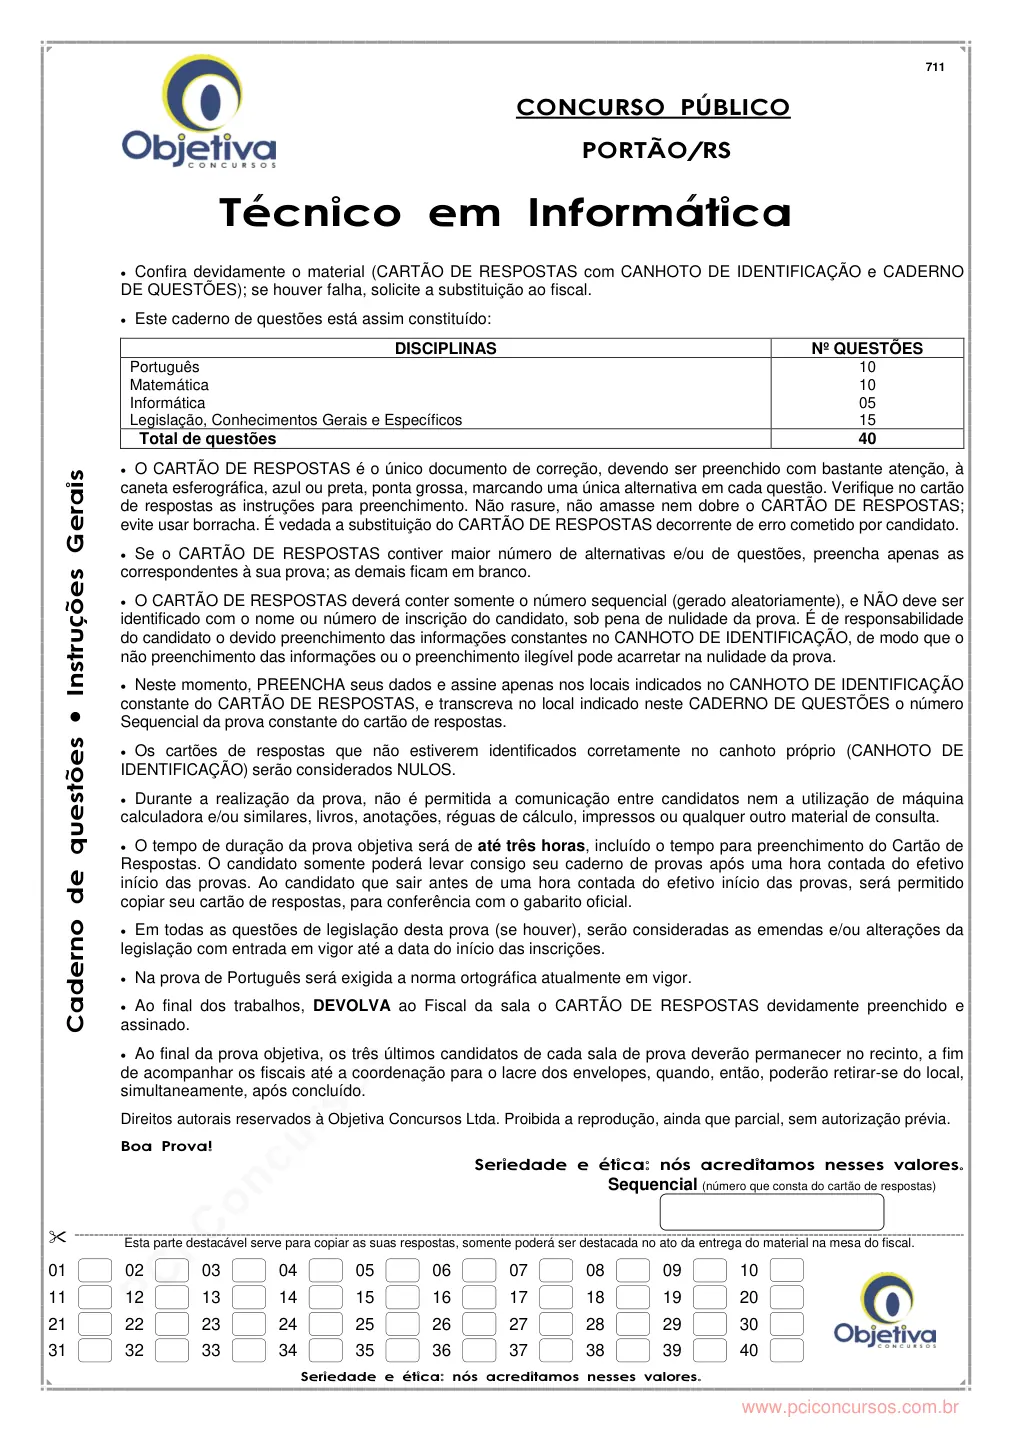 711
Objetiva
CONCURSOS
CONCURSO PÚBLICO
PORTÃO/RS
Técnico em Informática
• Confira devidamente o material (CARTÃO DE RESPOSTAS com CANHOTO DE IDENTIFICAÇÃO e CADERNO
DE QUESTÕES); se houver falha, solicite a substituição ao fiscal.
• Este caderno de questões está assim constituído:
DISCIPLINAS Nº QUESTÕES
Português 10
Matemática 10
Informática 05
Legislação, Conhecimentos Gerais e Específicos 15
Total de questões 40
Caderno de questões • Instruções Gerais
• O CARTÃO DE RESPOSTAS é o único documento de correção, devendo ser preenchido com bastante atenção, à
caneta esferográfica, azul ou preta, ponta grossa, marcando uma única alternativa em cada questão. Verifique no cartão
de respostas as instruções para preenchimento. Não rasure, não amasse nem dobre o CARTÃO DE RESPOSTAS;
evite usar borracha. É vedada a substituição do CARTÃO DE RESPOSTAS decorrente de erro cometido por candidato.
• Se o CARTÃO DE RESPOSTAS contiver maior número de alternativas e/ou de questões, preencha apenas as
correspondentes à sua prova; as demais ficam em branco.
• O CARTÃO DE RESPOSTAS deverá conter somente o número sequencial (gerado aleatoriamente), e NÃO deve ser
identificado com o nome ou número de inscrição do candidato, sob pena de nulidade da prova. É de responsabilidade
do candidato o devido preenchimento das informações constantes no CANHOTO DE IDENTIFICAÇÃO, de modo que o
não preenchimento das informações ou o preenchimento ilegível pode acarretar na nulidade da prova.
• Neste momento, PREENCHA seus dados e assine apenas nos locais indicados no CANHOTO DE IDENTIFICAÇÃO
constante do CARTÃO DE RESPOSTAS, e transcreva no local indicado neste CADERNO DE QUESTÕES o número
Sequencial da prova constante do cartão de respostas.
• Os cartões de respostas que não estiverem identificados corretamente no canhoto próprio (CANHOTO DE
IDENTIFICAÇÃO) serão considerados NULOS.
• Durante a realização da prova, não é permitida a comunicação entre candidatos nem a utilização de máquina
calculadora e/ou similares, livros, anotações, réguas de cálculo, impressos ou qualquer outro material de consulta.
• O tempo de duração da prova objetiva será de até três horas, incluído o tempo para preenchimento do Cartão de
Respostas. O candidato somente poderá levar consigo seu caderno de provas após uma hora contada do efetivo
início das provas. Ao candidato que sair antes de uma hora contada do efetivo início das provas, será permitido
copiar seu cartão de respostas, para conferência com o gabarito oficial.
• Em todas as questões de legislação desta prova (se houver), serão consideradas as emendas e/ou alterações da
legislação com entrada em vigor até a data do início das inscrições.
• Na prova de Português será exigida a norma ortográfica atualmente em vigor.
• Ao final dos trabalhos, DEVOLVA ao Fiscal da sala o CARTÃO DE RESPOSTAS devidamente preenchido e
assinado.
• Ao final da prova objetiva, os três últimos candidatos de cada sala de prova deverão permanecer no recinto, a fim
de acompanhar os fiscais até a coordenação para o lacre dos envelopes, quando, então, poderão retirar-se do local,
simultaneamente, após concluído.
Direitos autorais reservados à Objetiva Concursos Ltda. Proibida a reprodução, ainda que parcial, sem autorização prévia.
Boa Prova!
Seriedade e ética: nós acreditamos nesses valores.
Sequencial (número que consta do cartão de respostas)
Esta parte destacável serve para copiar as suas respostas, somente poderá ser destacada no ato da entrega do material na mesa do fiscal.
01 02 03 04 05 06 07 08 09 10
11 12 13 14 15 16 17 18 19 20
21 22 23 24 25 26 27 28 29 30
31 32 33 34 35 36 37 38 39 40
Objetiva
CONCURSOS
Seriedade e ética: nós acreditamos nesses valores.
www.pciconcursos.com.br